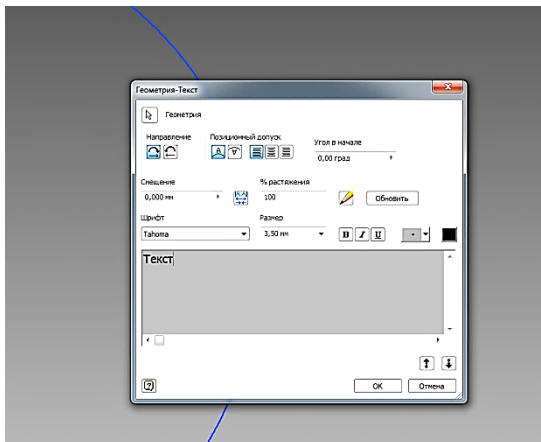 Геометрия-Текст
Геометрия
Направление Позиционный допуск Угол в начале
0,00 град
Смещение % растяжения
0,000 мм 100 Обновить
Шрифт Размер
Tahoma 3,50 мм B I U
Текст
OK Отмена